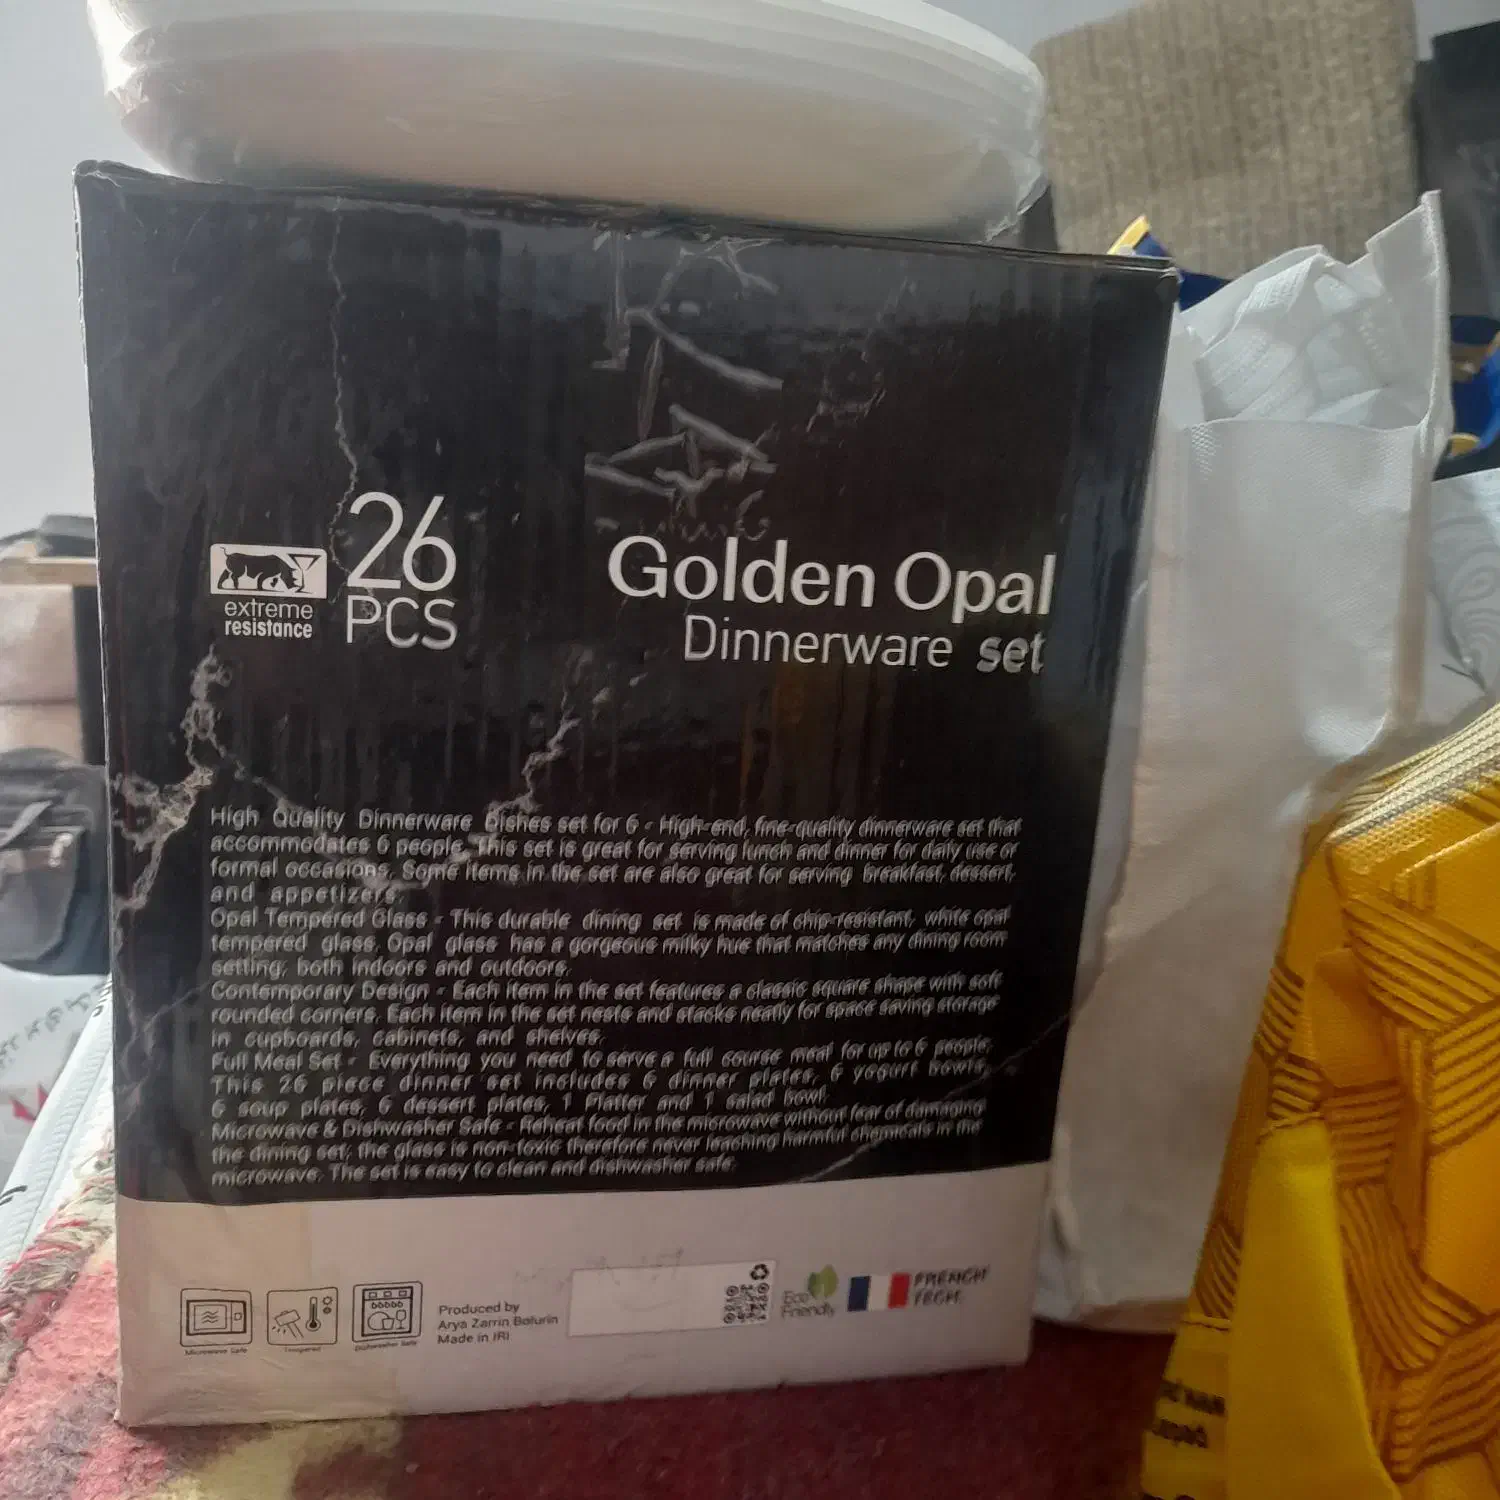 26
PCS
extreme
resistance
Golden Opal
Dinnerware set
High Quality Dinnerware Dishes set for 6 - High-end, fine-quality dinnerware set that
accommodates 6 people. This set is great for serving lunch and dinner for daily use or
formal occasions. Some items in the set are also great for serving breakfast, dessert,
and appetizers.
Opal Tempered Glass - This durable dining set is made of chip-resistant, white opal
tempered glass. Opal glass has a gorgeous milky hue that matches any dining room
setting, both indoors and outdoors.
Contemporary Design - Each item in the set features a classic square shape with soft
rounded corners. Each item in the set nests and stacks neatly for space saving storage
in cupboards, cabinets, and shelves.
Full Meal Set - Everything you need to serve a full course meal for up to 6 people.
This 26 piece dinner set includes 6 dinner plates, 6 yogurt bowls,
6 soup plates, 6 dessert plates, 1 Platter and 1 salad bowl.
Microwave & Dishwasher Safe - Reheat food in the microwave without fear of damaging
the dining set; the glass is non-toxic therefore never leaching harmful chemicals in the
microwave. The set is easy to clean and dishwasher safe.
Microwave Safe
Tempered
Dishwasher Safe
Produced by
Arya Zarrin Bolurin
Made in IRI
Eco
Friendly
FRENCH
TECH.